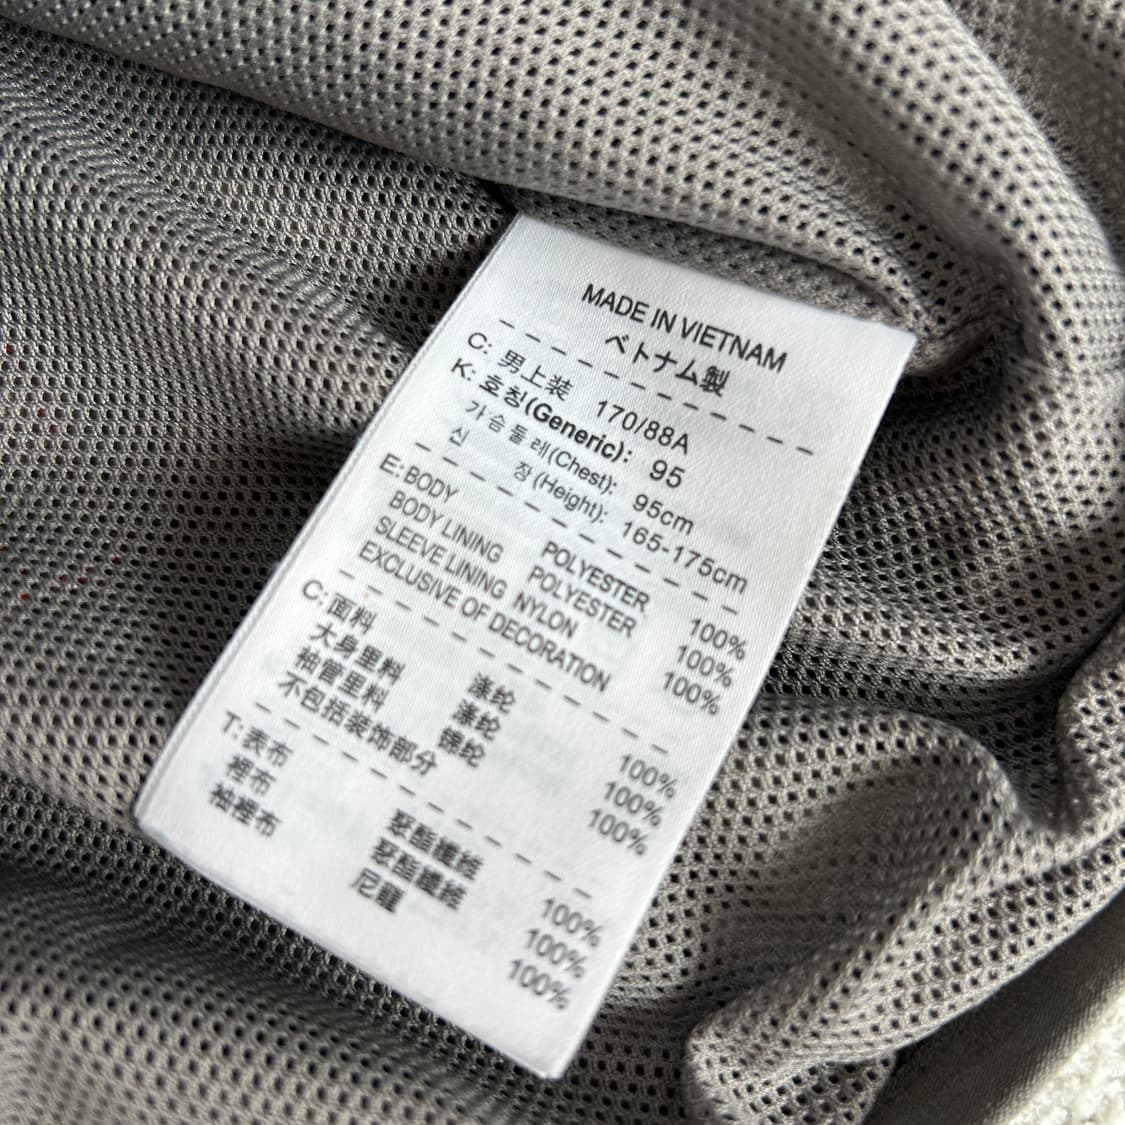 MADE IN VIETNAM
ベトナム製
C: 男上装 170/88A
K: 호칭(Generic): 95
가슴둘레(Chest): 95cm
신 장(Height): 165-175cm
E: BODY POLYESTER 100%
BODY LINING POLYESTER 100%
SLEEVE LINING NYLON 100%
EXCLUSIVE OF DECORATION
C: 面料 涤纶 100%
大身里料 涤纶 100%
袖管里料 锦纶 100%
不包括装饰部分
T: 表布 聚酯纖維 100%
裡布 聚酯纖維 100%
袖裡布 尼龍 100%